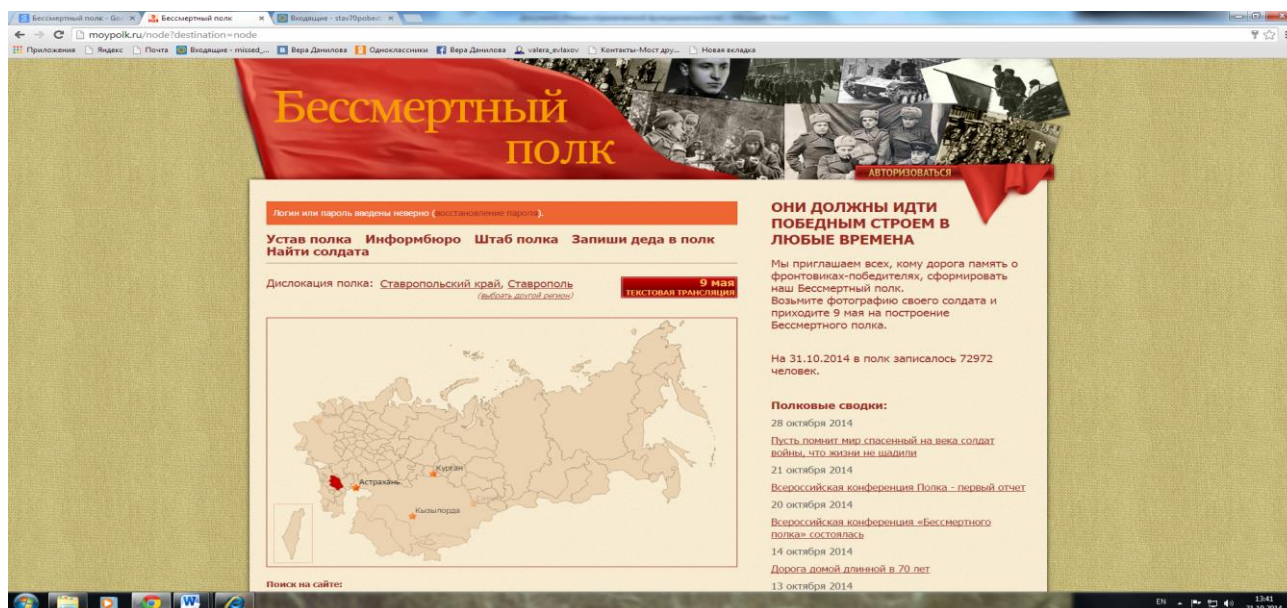 Бессмертный полк - Goo
Бессмертный полк
Входящие - stav70pobed
moypolk.ru/node?destination=node
Приложения Яндекс Почта Входящие - missed_... Вера Данилова Одноклассники Вера Данилова valera_evlaxov Контакты-Мост дру... Новая вкладка
Бессмертный
полк
АВТОРИЗОВАТЬСЯ
Логин или пароль введены неверно (восстановление пароля).
Устав полка Информбюро Штаб полка Запиши деда в полк
Найти солдата
Дислокация полка: Ставропольский край, Ставрополь
(выбрать другой регион)
9 мая
ТЕКСТОВАЯ ТРАНСЛЯЦИЯ
Курган
Астрахань
Кызылорда
Поиск на сайте:
ОНИ ДОЛЖНЫ ИДТИ
ПОБЕДНЫМ СТРОЕМ В
ЛЮБЫЕ ВРЕМЕНА
Мы приглашаем всех, кому дорога память о
фронтовиках-победителях, сформировать
наш Бессмертный полк.
Возьмите фотографию своего солдата и
приходите 9 мая на построение
Бессмертного полка.
На 31.10.2014 в полк записалось 72972
человек.
Полковые сводки:
28 октября 2014
Пусть помнит мир спасенный на века солдат
войны, что жизни не щадили
21 октября 2014
Всероссийская конференция Полка - первый отчет
20 октября 2014
Всероссийская конференция «Бессмертного
полка» состоялась
14 октября 2014
Дорога домой длинной в 70 лет
13 октября 2014
EN
13:41
31.10.2014